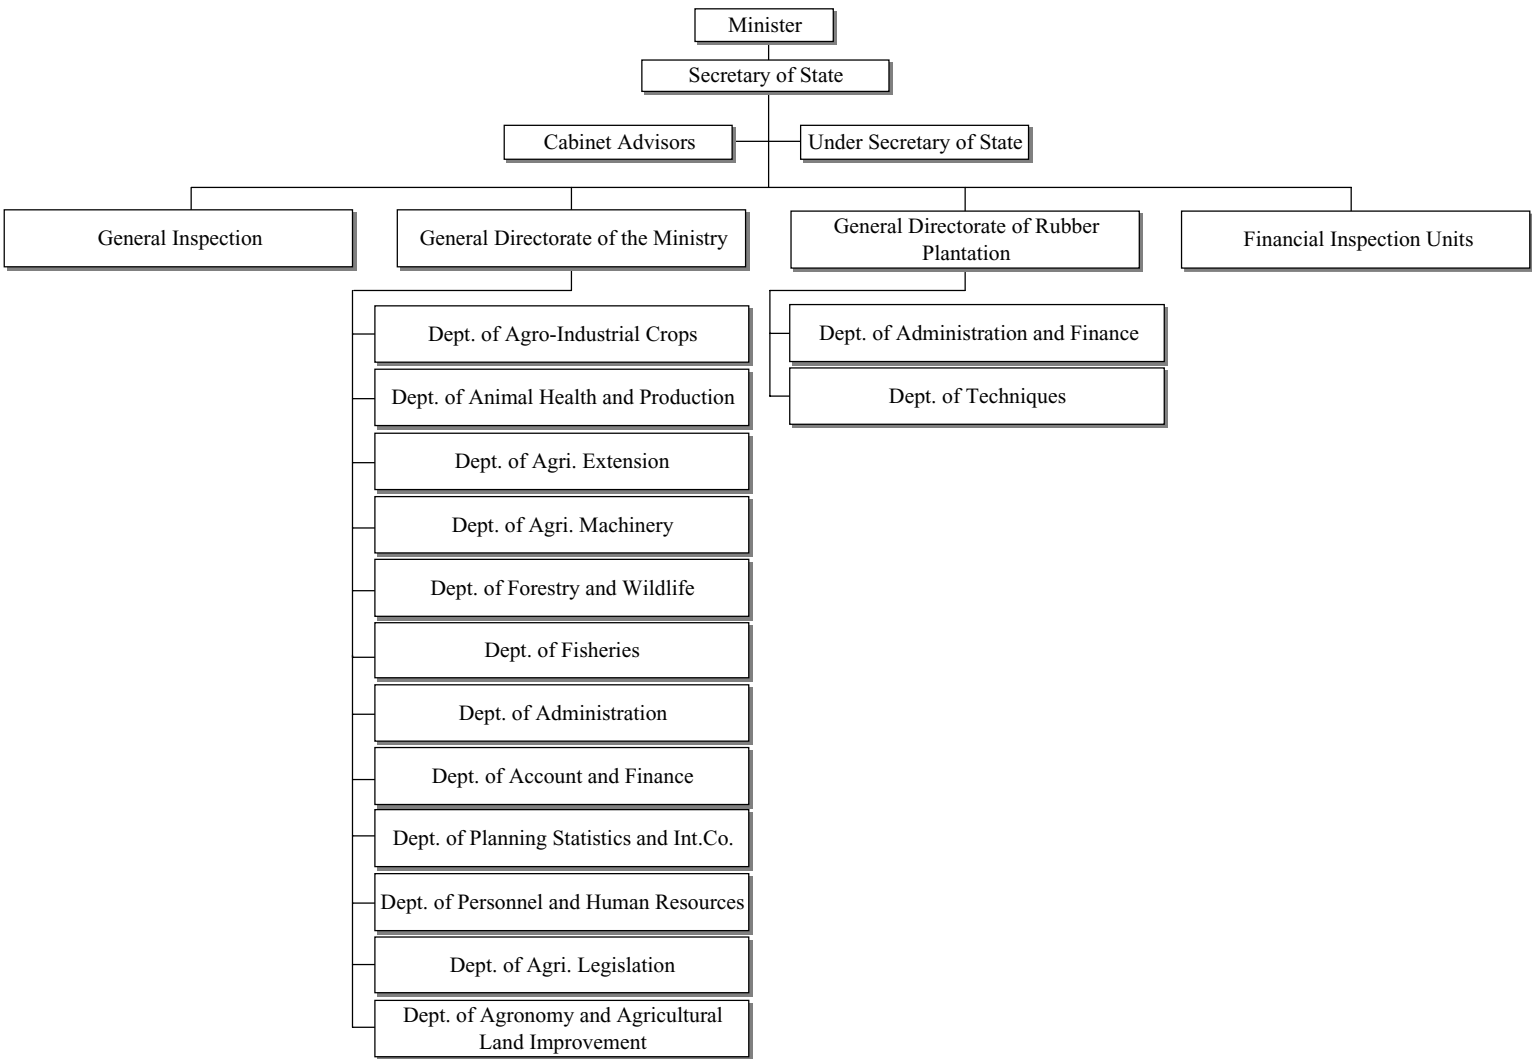 Minister
Secretary of State
Cabinet Advisors
Under Secretary of State
General Inspection
General Directorate of the Ministry
General Directorate of Rubber
Plantation
Financial Inspection Units
Dept. of Agro-Industrial Crops
Dept. of Animal Health and Production
Dept. of Agri. Extension
Dept. of Agri. Machinery
Dept. of Forestry and Wildlife
Dept. of Fisheries
Dept. of Administration
Dept. of Account and Finance
Dept. of Planning Statistics and Int.Co.
Dept. of Personnel and Human Resources
Dept. of Agri. Legislation
Dept. of Agronomy and Agricultural
Land Improvement
Dept. of Administration and Finance
Dept. of Techniques